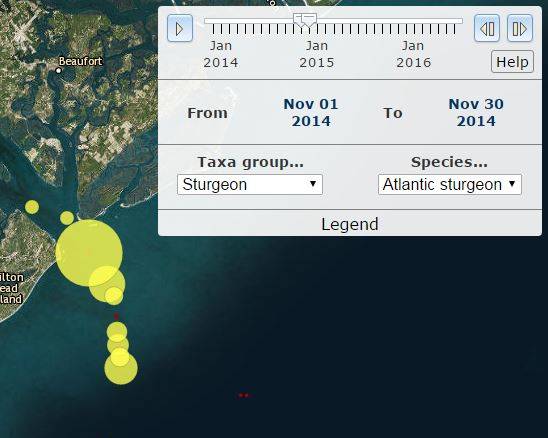 Beaufort
ilton
ead
land
Jan
2014
Jan
2015
Jan
2016
Help
From
Nov 01
2014
To
Nov 30
2014
Taxa group...
Species...
Sturgeon
Atlantic sturgeon
Legend